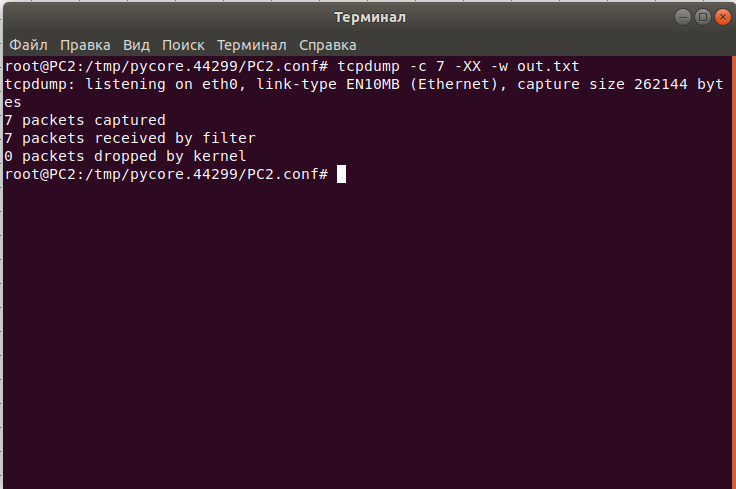 Терминал
Файл Правка Вид Поиск Терминал Справка
root@PC2:/tmp/pycore.44299/PC2.conf# tcpdump -c 7 -XX -w out.txt
tcpdump: listening on eth0, link-type EN10MB (Ethernet), capture size 262144 byt
es
7 packets captured
7 packets received by filter
0 packets dropped by kernel
root@PC2:/tmp/pycore.44299/PC2.conf#